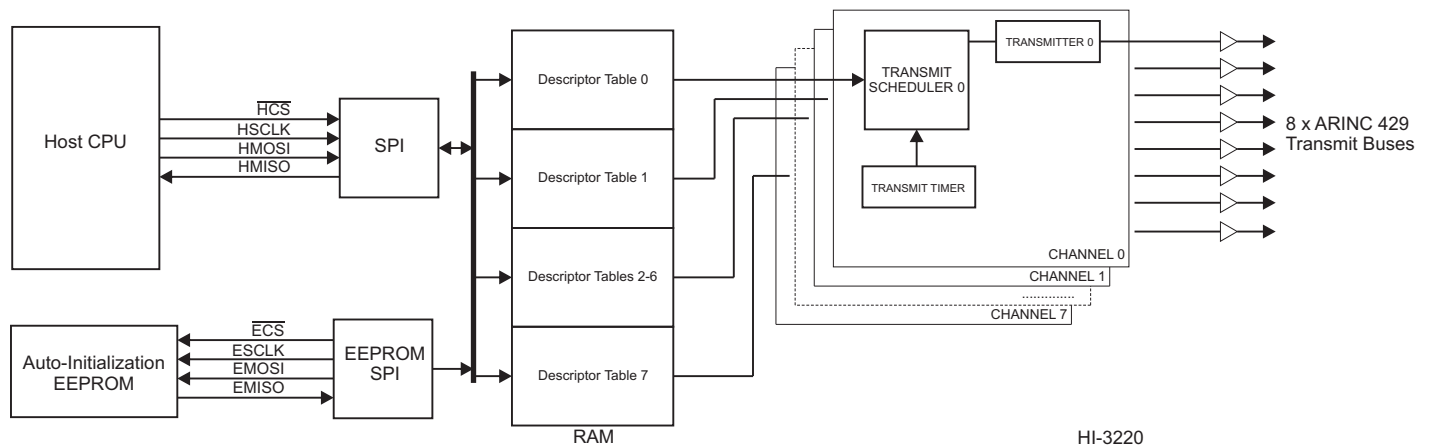 Host CPU
HCS
HSCLK
HMOSI
HMISO
SPI
Auto-Initialization
EEPROM
ECS
ESCLK
EMOSI
EMISO
EEPROM
SPI
Descriptor Table 0
Descriptor Table 1
Descriptor Tables 2-6
Descriptor Table 7
RAM
TRANSMIT
SCHEDULER 0
TRANSMITTER 0
TRANSMIT TIMER
CHANNEL 0
CHANNEL 1
............
CHANNEL 7
8 x ARINC 429
Transmit Buses
HI-3220